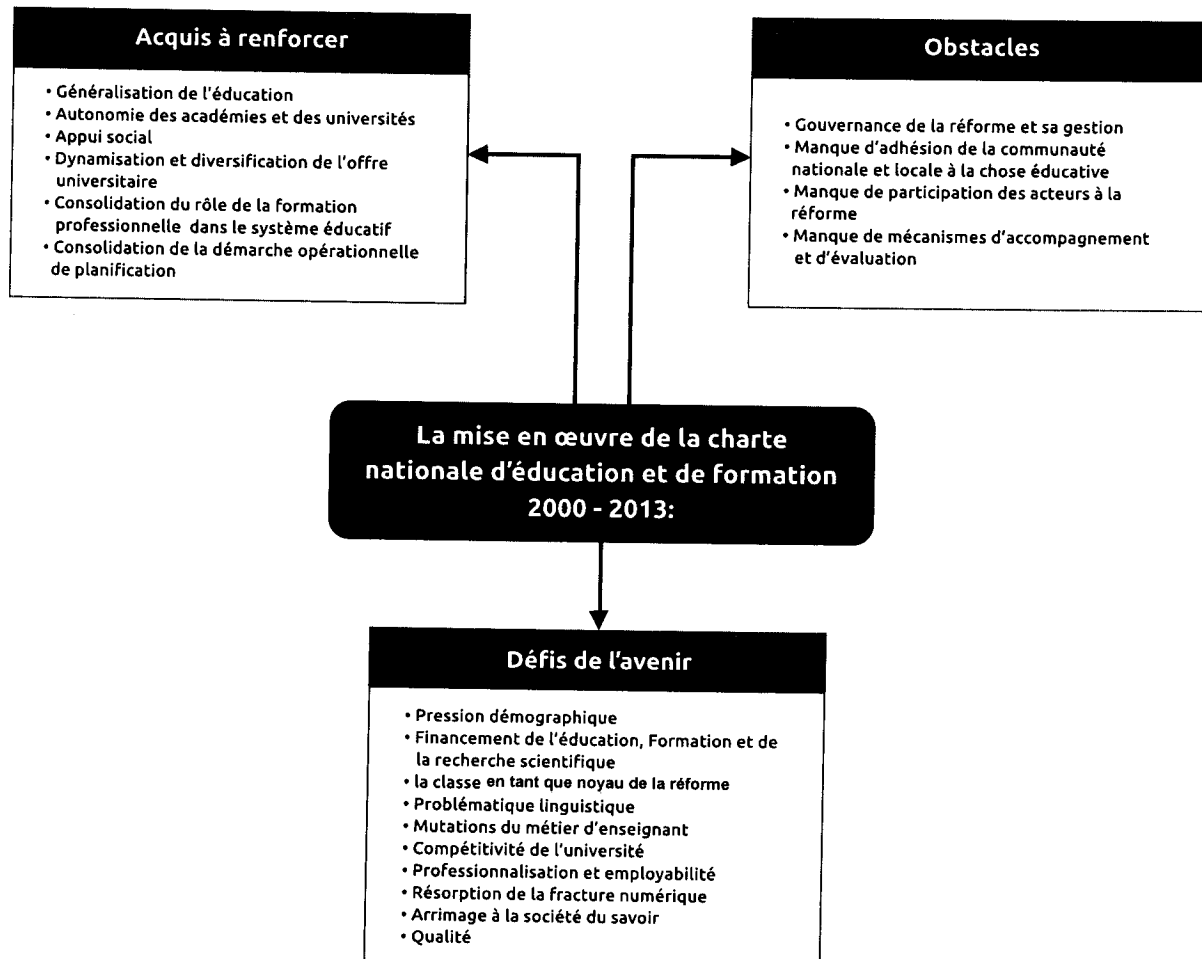 Acquis à renforcer
• Généralisation de l'éducation
• Autonomie des académies et des universités
• Appui social
• Dynamisation et diversification de l'offre
universitaire
• Consolidation du rôle de la formation
professionnelle dans le système éducatif
• Consolidation de la démarche opérationnelle
de planification
Obstacles
• Gouvernance de la réforme et sa gestion
• Manque d'adhésion de la communauté
nationale et locale à la chose éducative
• Manque de participation des acteurs à la
réforme
• Manque de mécanismes d'accompagnement
et d'évaluation
La mise en œuvre de la charte
nationale d'éducation et de formation
2000 - 2013:
Défis de l'avenir
• Pression démographique
• Financement de l'éducation, Formation et de
la recherche scientifique
• la classe en tant que noyau de la réforme
• Problématique linguistique
• Mutations du métier d'enseignant
• Compétitivité de l'université
• Professionnalisation et employabilité
• Résorption de la fracture numérique
• Arrimage à la société du savoir
• Qualité